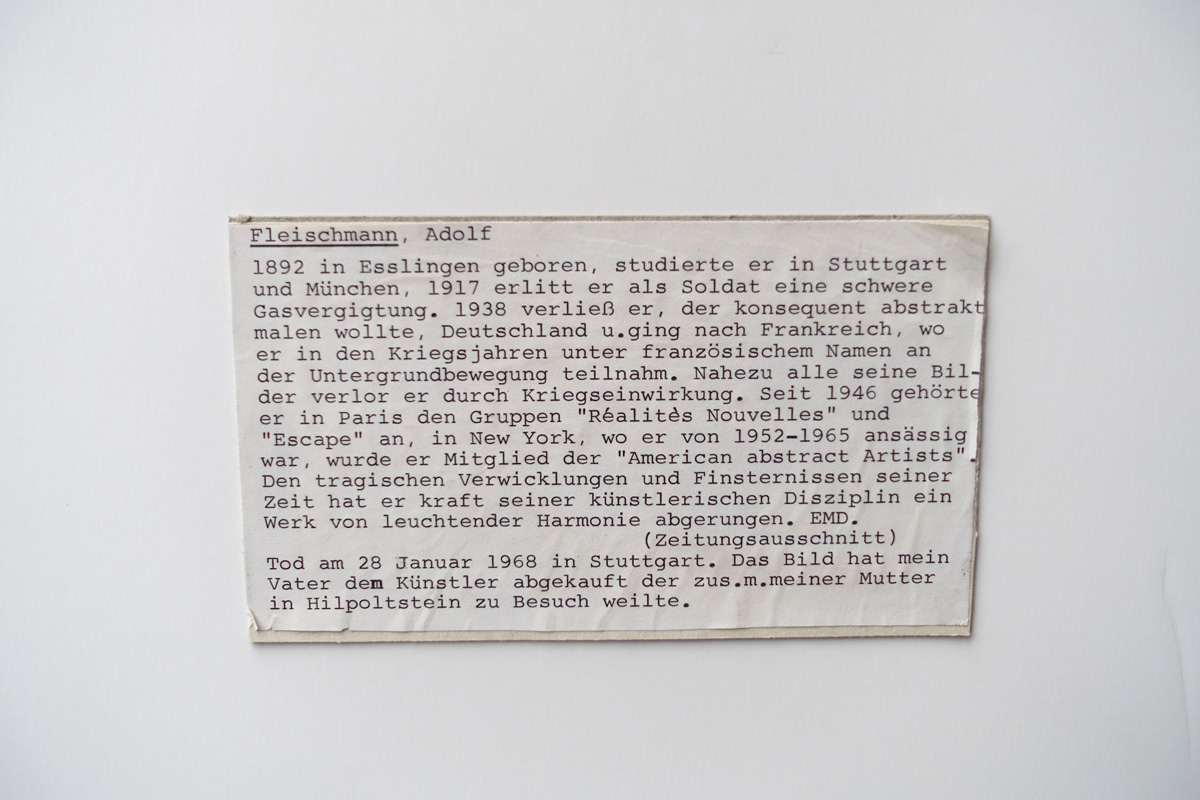 Fleischmann, Adolf
1892 in Esslingen geboren, studierte er in Stuttgart
und München, 1917 erlitt er als Soldat eine schwere
Gasvergigtung. 1938 verließ er, der konsequent abstrakt
malen wollte, Deutschland u.ging nach Frankreich, wo
er in den Kriegsjahren unter französischem Namen an
der Untergrundbewegung teilnahm. Nahezu alle seine Bil-
der verlor er durch Kriegseinwirkung. Seit 1946 gehörte
er in Paris den Gruppen "Réalitès Nouvelles" und
"Escape" an, in New York, wo er von 1952-1965 ansässig
war, wurde er Mitglied der "American abstract Artists".
Den tragischen Verwicklungen und Finsternissen seiner
Zeit hat er kraft seiner künstlerischen Disziplin ein
Werk von leuchtender Harmonie abgerungen. EMD.
(Zeitungsausschnitt)
Tod am 28 Januar 1968 in Stuttgart. Das Bild hat mein
Vater dem Künstler abgekauft der zus.m.meiner Mutter
in Hilpoltstein zu Besuch weilte.